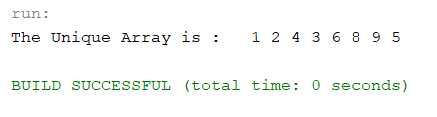 run:
The Unique Array is :   1 2 4 3 6 8 9 5
BUILD SUCCESSFUL (total time: 0 seconds)